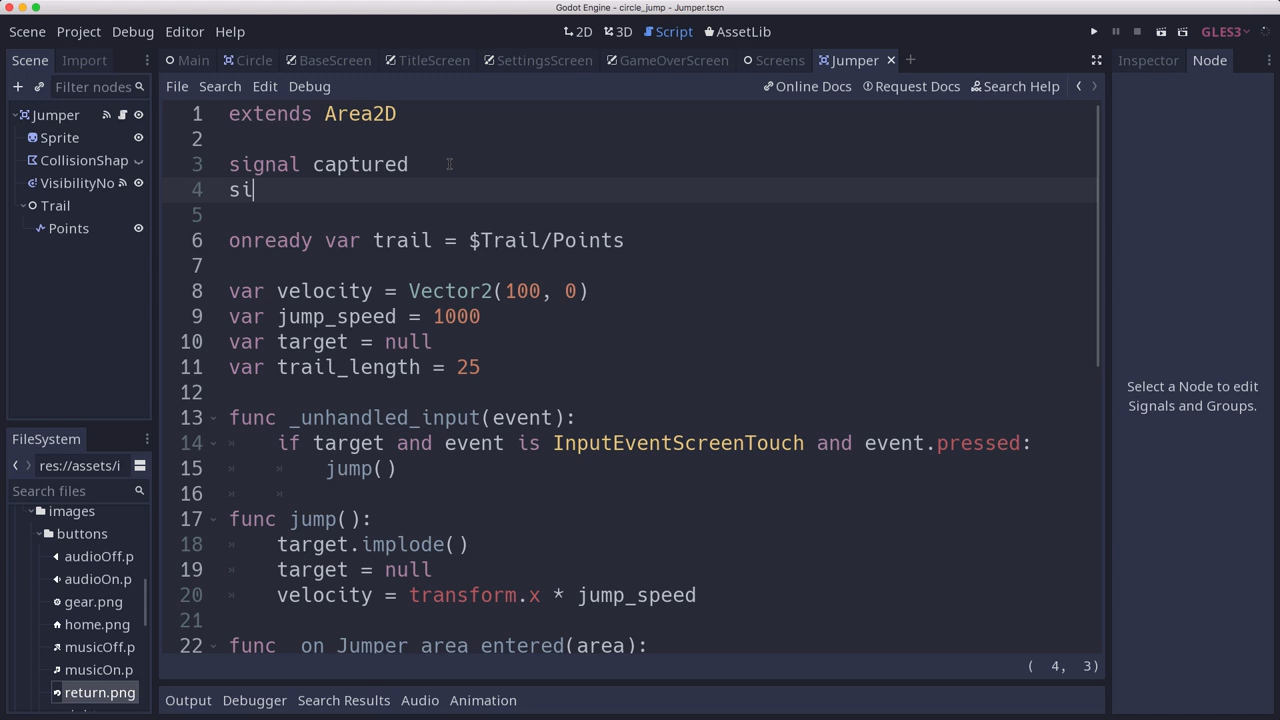 Godot Engine - circle_jump - Jumper.tscn
Scene Project Debug Editor Help
2D 3D Script AssetLib
GLES3
Scene Import
Main Circle BaseScreen TitleScreen SettingsScreen GameOverScreen Screens Jumper
Inspector Node
Filter nodes
File Search Edit Debug
Online Docs Request Docs Search Help
Jumper
Sprite
CollisionShap
VisibilityNo
Trail
Points
1 extends Area2D
2
3 signal captured
4 si
5
6 onready var trail = $Trail/Points
7
8 var velocity = Vector2(100, 0)
9 var jump_speed = 1000
10 var target = null
11 var trail_length = 25
12
13 func _unhandled_input(event):
14 if target and event is InputEventScreenTouch and event.pressed:
15 jump()
16
17 func jump():
18 target.implode()
19 target = null
20 velocity = transform.x * jump_speed
21
22 func _on_Jumper_area_entered(area):
( 4, 3)
Select a Node to edit
Signals and Groups.
FileSystem
res://assets/i
Search files
images
buttons
audioOff.p
audioOn.p
gear.png
home.png
musicOff.p
musicOn.p
return.png
Output Debugger Search Results Audio Animation